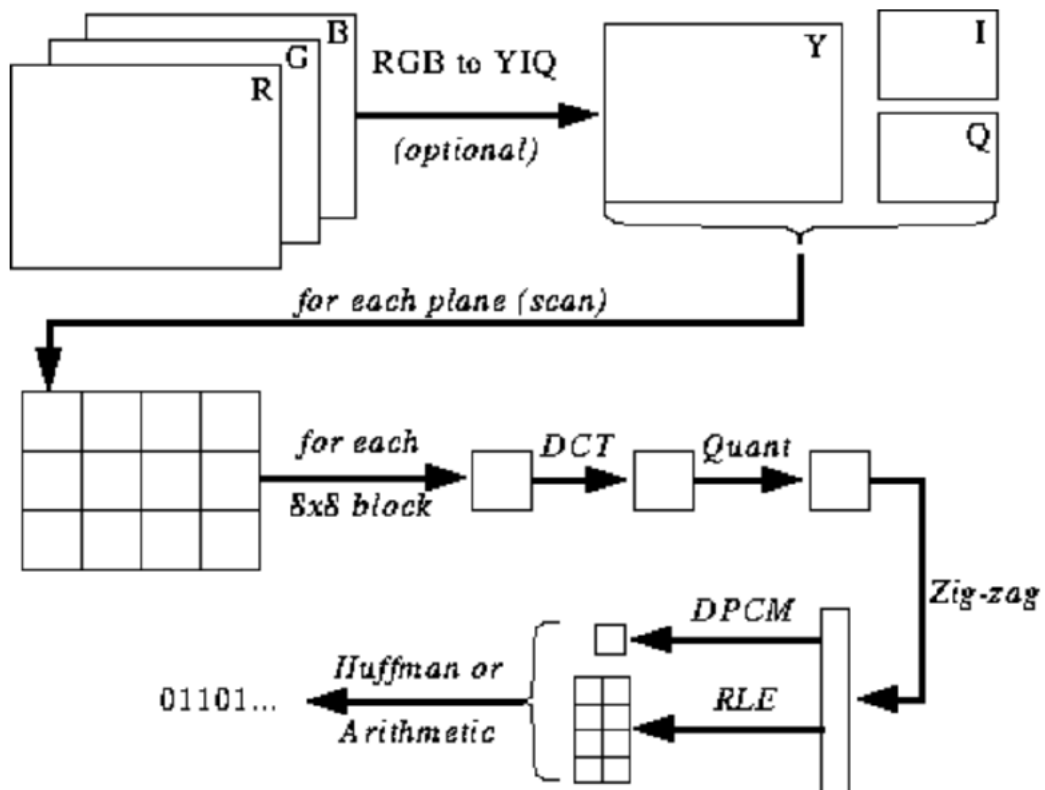 B
G
R
RGB to YIQ
(optional)
Y
I
Q
for each plane (scan)
for each
8x8 block
DCT
Quant
Zig-zag
DPCM
RLE
Huffman or
Arithmetic
01101...